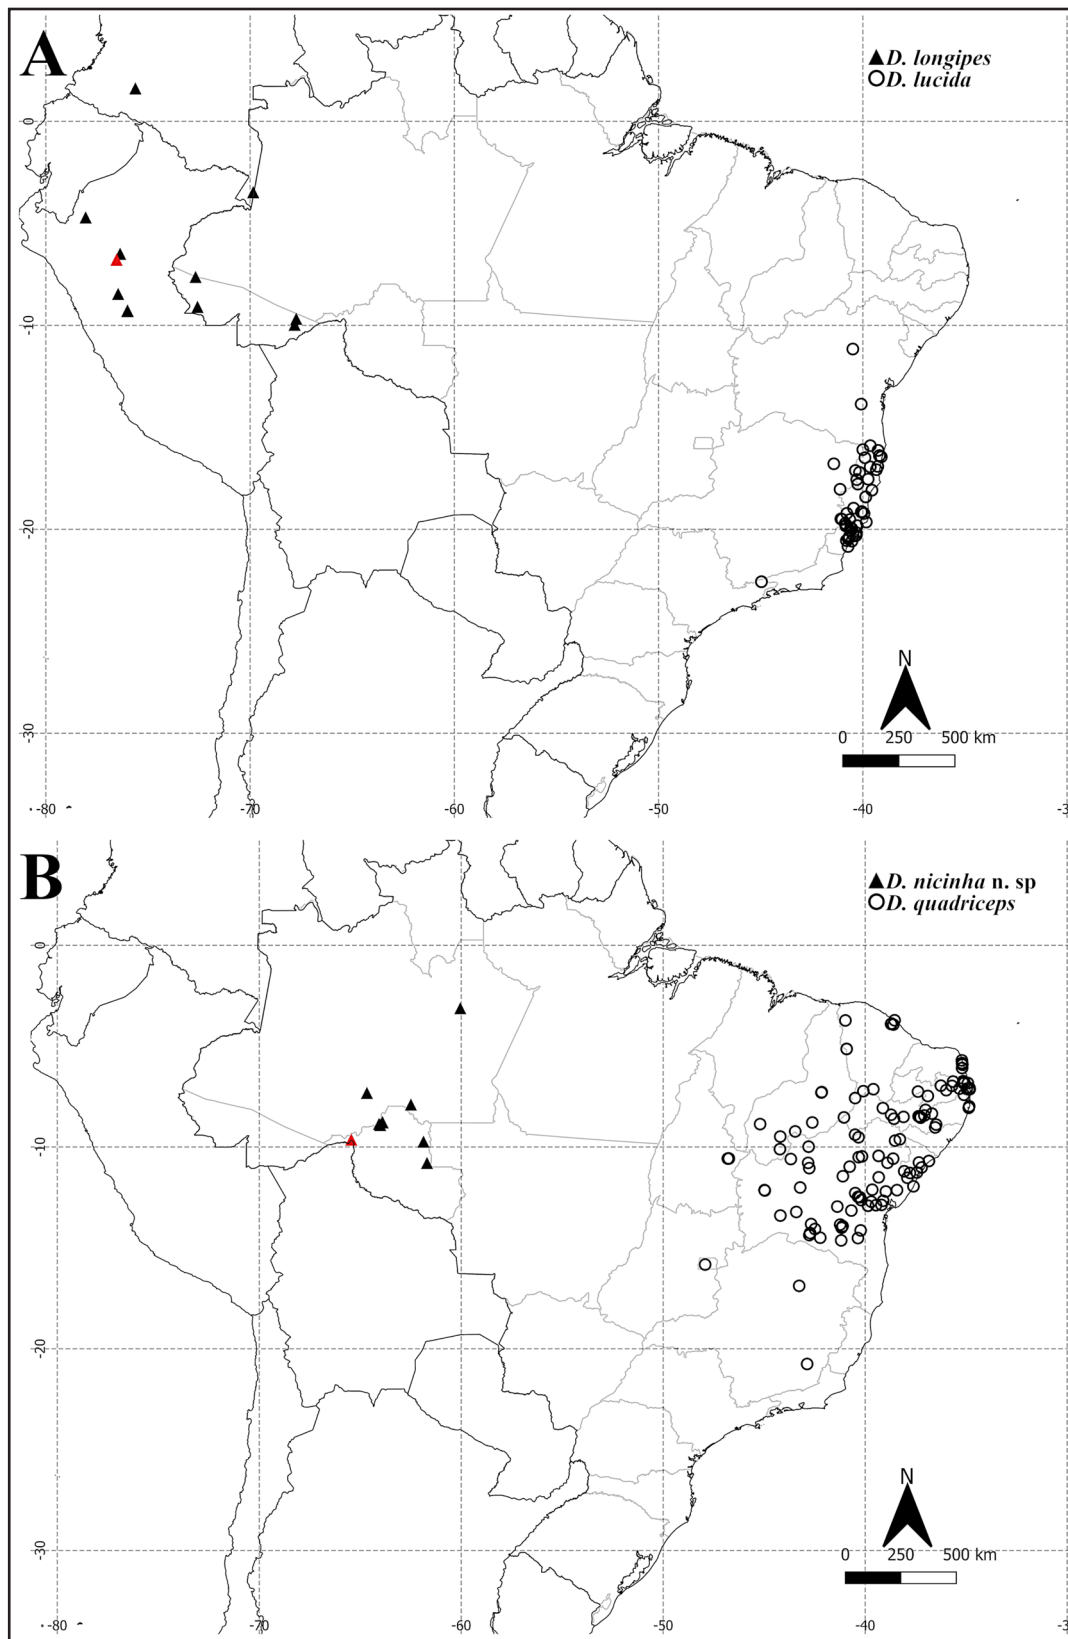 A
▲D. longipes
○D. lucida
0
-10
-20
-30
N
0 250 500 km
-80 -70 -60 -50 -40 -3
B
▲D. nicinha n. sp
○D. quadriceps
0
-10
-20
-30
N
0 250 500 km
-80 -70 -60 -50 -40